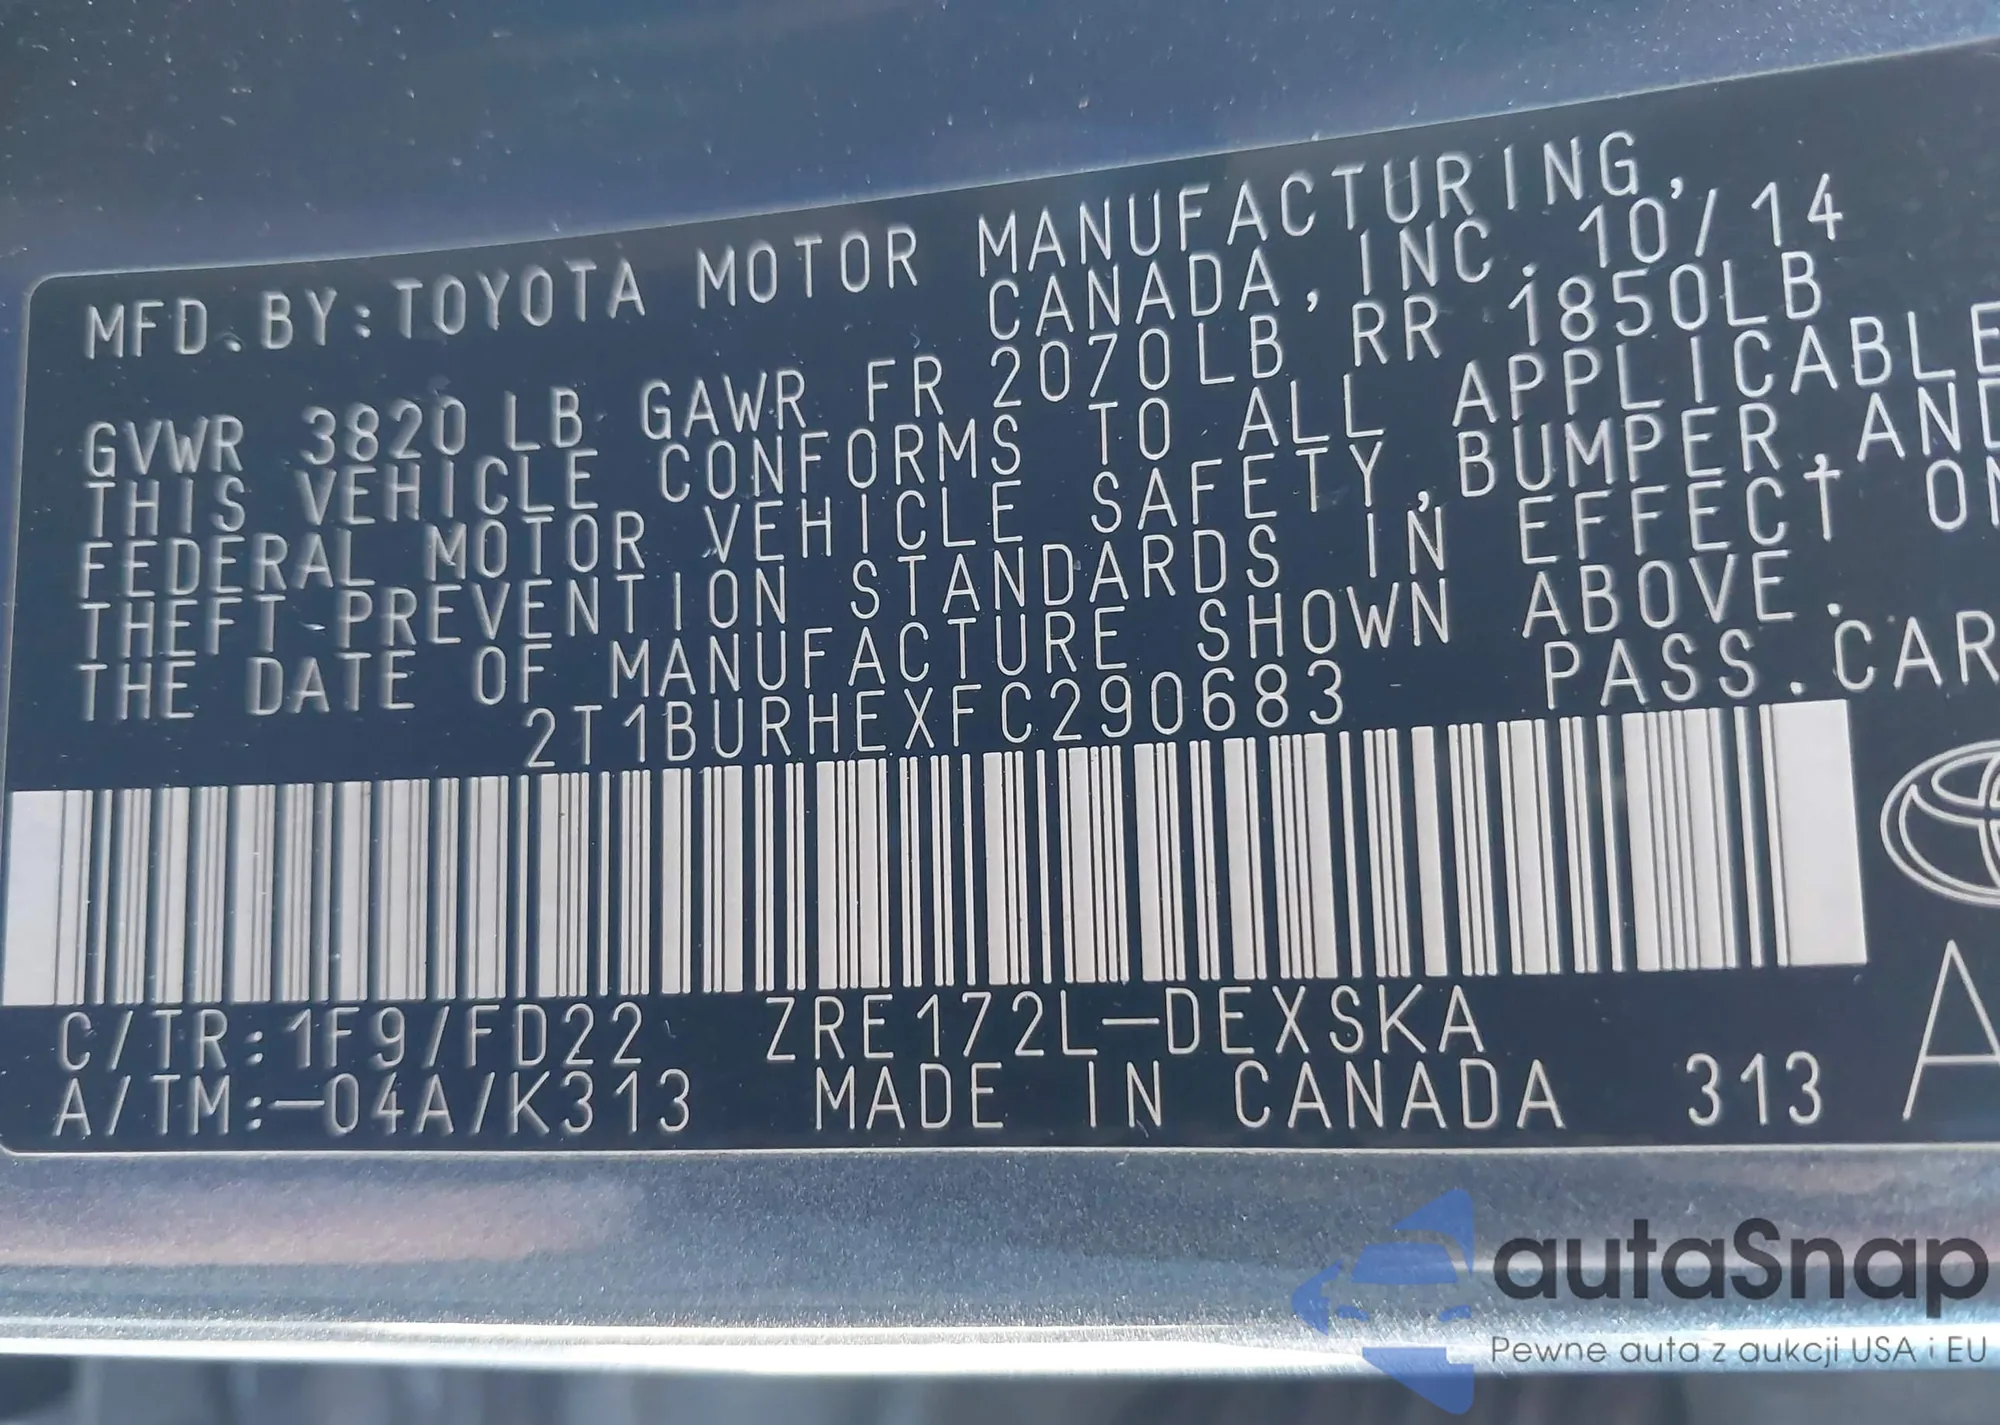 MFD.BY:TOYOTA MOTOR MANUFACTURING,
CANADA, INC. 10/14
GVWR 3820LB GAWR FR 2070LB RR 1850LB
THIS VEHICLE CONFORMS TO ALL APPLICABLE
FEDERAL MOTOR VEHICLE SAFETY,BUMPER,AND
THEFT PREVENTION STANDARDS IN EFFECT ON
THE DATE OF MANUFACTURE SHOWN ABOVE.
2T1BURHEXFC290683 PASS.CAR
C/TR:1F9/FD22 ZRE172L-DEXSKA
A/TM:-04A/K313 MADE IN CANADA 313
A
autaSnap
Pewne auta z aukcji USA i EU